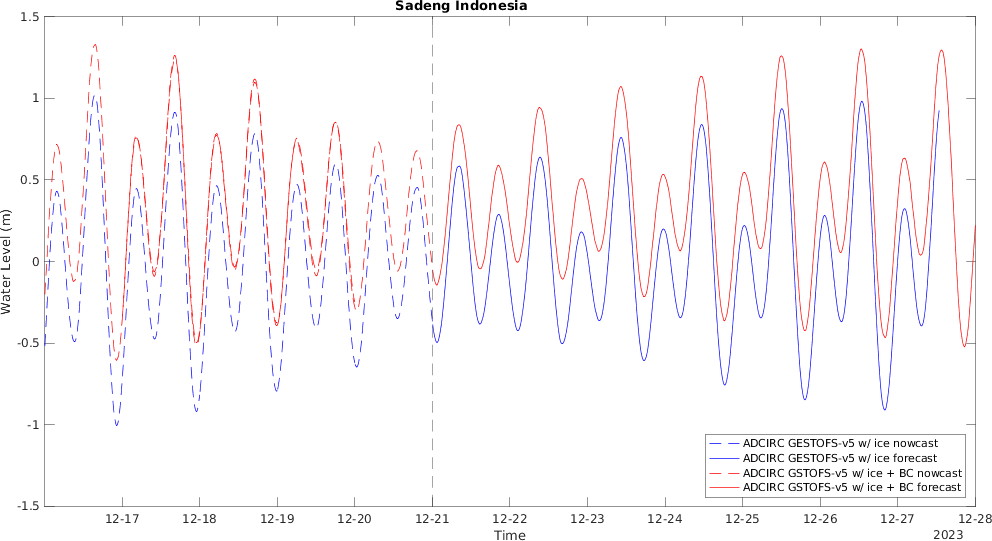 Sadeng Indonesia
1.5
1
0.5
0
-0.5
-1
-1.5
Water Level (m)
12-17 12-18 12-19 12-20 12-21 12-22 12-23 12-24 12-25 12-26 12-27 12-28
Time
2023
ADCIRC GESTOFS-v5 w/ ice nowcast
ADCIRC GESTOFS-v5 w/ ice forecast
ADCIRC GSTOFS-v5 w/ ice + BC nowcast
ADCIRC GSTOFS-v5 w/ ice + BC forecast